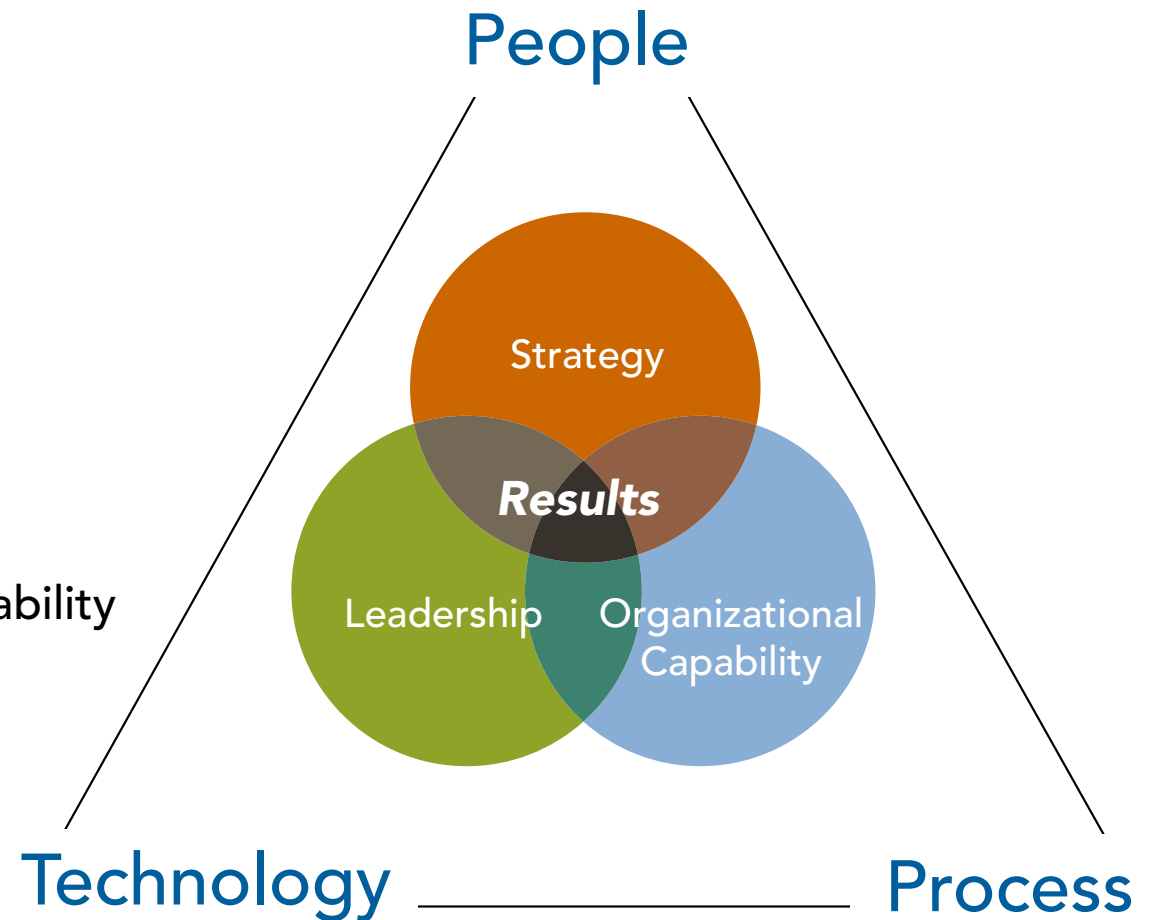 People
Strategy
Results
ability
Leadership
Organizational
Capability
Technology
Process